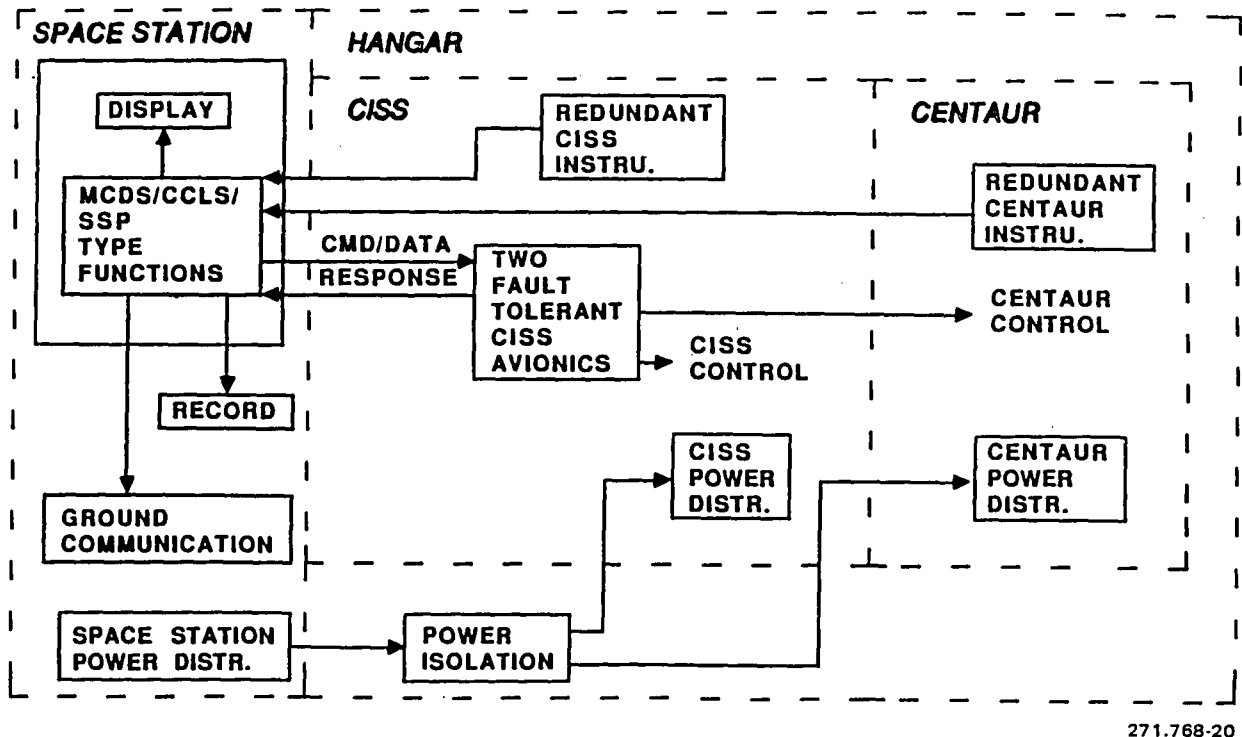 SPACE STATION
HANGAR
CISS
CENTAUR
DISPLAY
REDUNDANT
CISS
INSTRU.
REDUNDANT
CENTAUR
INSTRU.
MCDS/CCLS/
SSP
TYPE
FUNCTIONS
CMD/DATA
RESPONSE
TWO
FAULT
TOLERANT
CISS
AVIONICS
CENTAUR
CONTROL
CISS
CONTROL
RECORD
CISS
POWER
DISTR.
CENTAUR
POWER
DISTR.
GROUND
COMMUNICATION
SPACE STATION
POWER DISTR.
POWER
ISOLATION
271.768-20